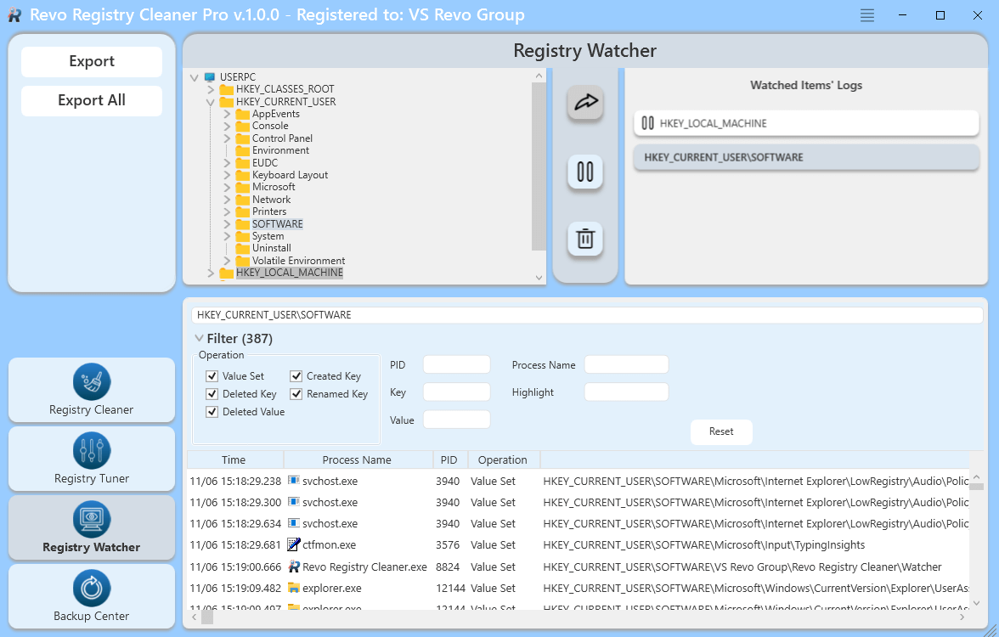 Revo Registry Cleaner Pro v.1.0.0 - Registered to: VS Revo Group
Export
Export All
Registry Cleaner
Registry Tuner
Registry Watcher
Backup Center
Registry Watcher
USERPC
HKEY_CLASSES_ROOT
HKEY_CURRENT_USER
AppEvents
Console
Control Panel
Environment
EUDC
Keyboard Layout
Microsoft
Network
Printers
SOFTWARE
System
Uninstall
Volatile Environment
HKEY_LOCAL_MACHINE
Watched Items' Logs
HKEY_LOCAL_MACHINE
HKEY_CURRENT_USER\SOFTWARE
HKEY_CURRENT_USER\SOFTWARE
Filter (387)
Operation
Value Set Created Key
Deleted Key Renamed Key
Deleted Value
PID Process Name
Key Highlight
Value
Reset
Time Process Name PID Operation
11/06 15:18:29.238 svchost.exe 3940 Value Set HKEY_CURRENT_USER\SOFTWARE\Microsoft\Internet Explorer\LowRegistry\Audio\Polic
11/06 15:18:29.300 svchost.exe 3940 Value Set HKEY_CURRENT_USER\SOFTWARE\Microsoft\Internet Explorer\LowRegistry\Audio\Polic
11/06 15:18:29.634 svchost.exe 3940 Value Set HKEY_CURRENT_USER\SOFTWARE\Microsoft\Internet Explorer\LowRegistry\Audio\Polic
11/06 15:18:29.681 ctfmon.exe 3576 Value Set HKEY_CURRENT_USER\SOFTWARE\Microsoft\Input\TypingInsights
11/06 15:19:00.666 Revo Registry Cleaner.exe 8824 Value Set HKEY_CURRENT_USER\SOFTWARE\VS Revo Group\Revo Registry Cleaner\Watcher
11/06 15:19:09.482 explorer.exe 12144 Value Set HKEY_CURRENT_USER\SOFTWARE\Microsoft\Windows\CurrentVersion\Explorer\UserAs
11/06 15:19:09.497 explorer.exe 12144 Value Set HKEY_CURRENT_USER\SOFTWARE\Microsoft\Windows\CurrentVersion\Explorer\UserAs